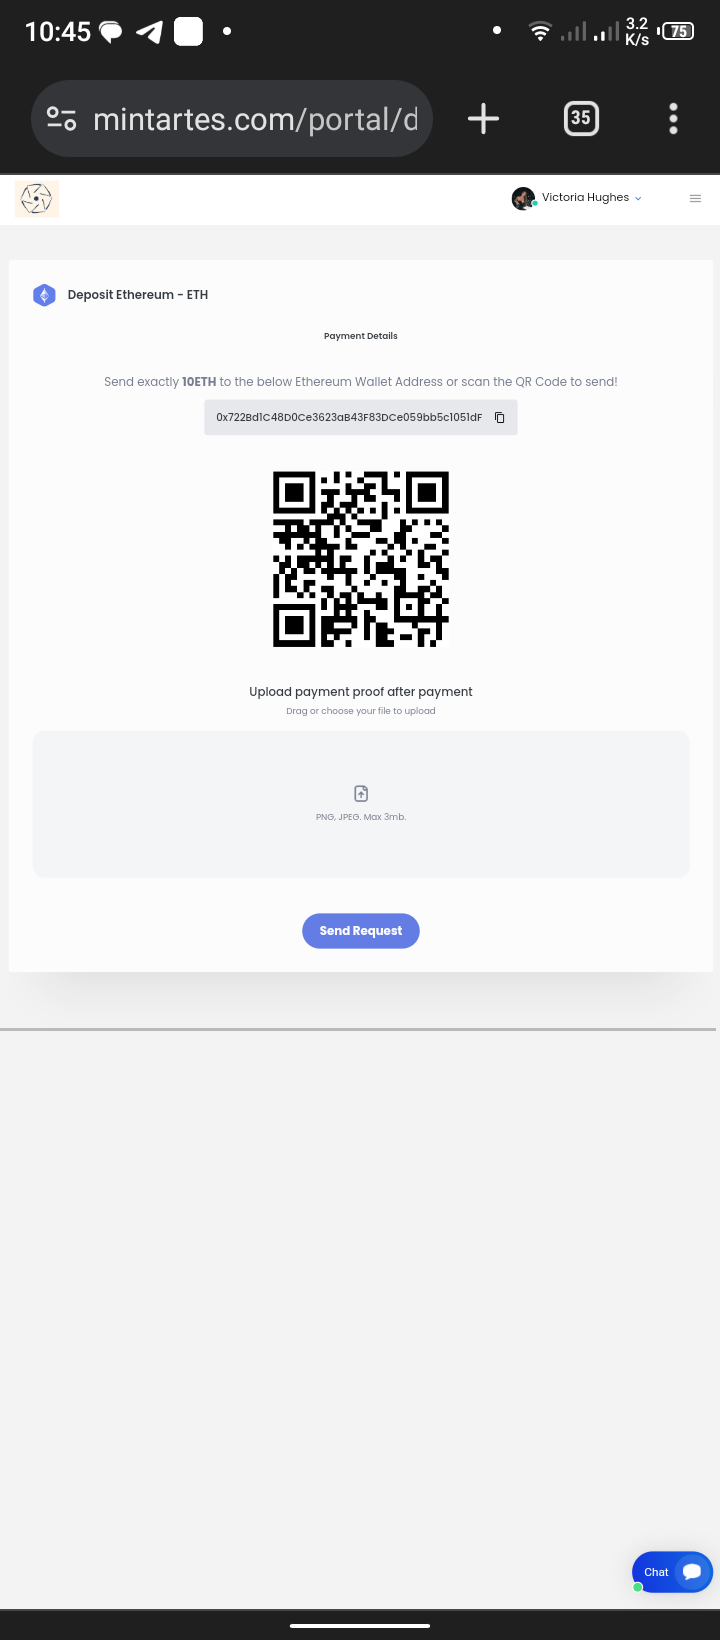 10:45
3.2
K/s
75
mintartes.com/portal/d
35
Victoria Hughes
Deposit Ethereum - ETH
Payment Details
Send exactly 10ETH to the below Ethereum Wallet Address or scan the QR Code to send!
0x722Bd1C48D0Ce3623aB43F83DCe059bb5c1051dF
Upload payment proof after payment
Drag or choose your file to upload
PNG, JPEG. Max 3mb.
Send Request
Chat